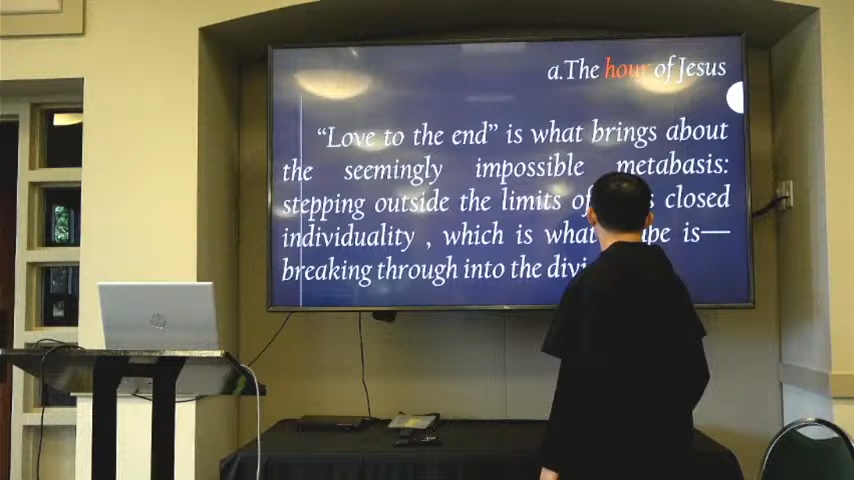 a.The hour of Jesus
“Love to the end” is what brings about
the seemingly impossible metabasis:
stepping outside the limits of closed
individuality , which is what is—
breaking through into the
hp